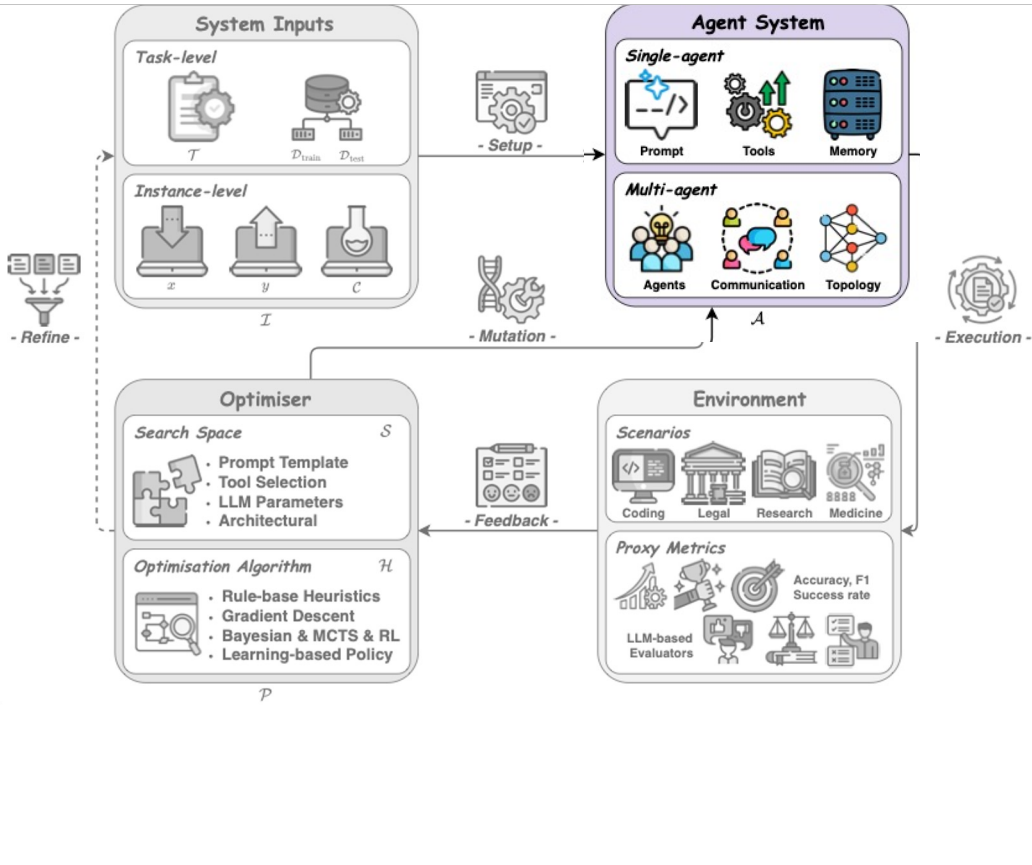 System Inputs
Task-level
𝒯
𝒟train 𝒟test
Instance-level
x y 𝒞
ℐ
- Setup -
Agent System
Single-agent
--/>
Prompt Tools Memory
Multi-agent
Agents Communication Topology
𝒜
- Refine -
- Mutation -
- Execution -
Optimiser
Search Space 𝒮
· Prompt Template
· Tool Selection
· LLM Parameters
· Architectural
Optimisation Algorithm ℋ
· Rule-base Heuristics
· Gradient Descent
· Bayesian & MCTS & RL
· Learning-based Policy
𝒫
- Feedback -
Environment
Scenarios
</>
8888
Coding Legal Research Medicine
Proxy Metrics
Accuracy, F1
Success rate
LLM-based
Evaluators